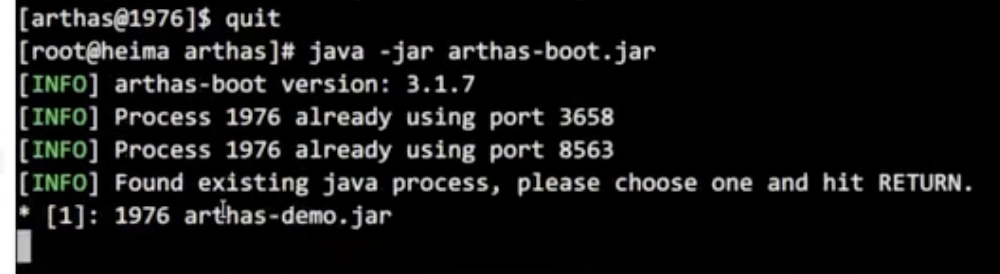 [arthas@1976]$ quit
[root@heima arthas]# java -jar arthas-boot.jar
[INFO] arthas-boot version: 3.1.7
[INFO] Process 1976 already using port 3658
[INFO] Process 1976 already using port 8563
[INFO] Found existing java process, please choose one and hit RETURN.
* [1]: 1976 arthas-demo.jar